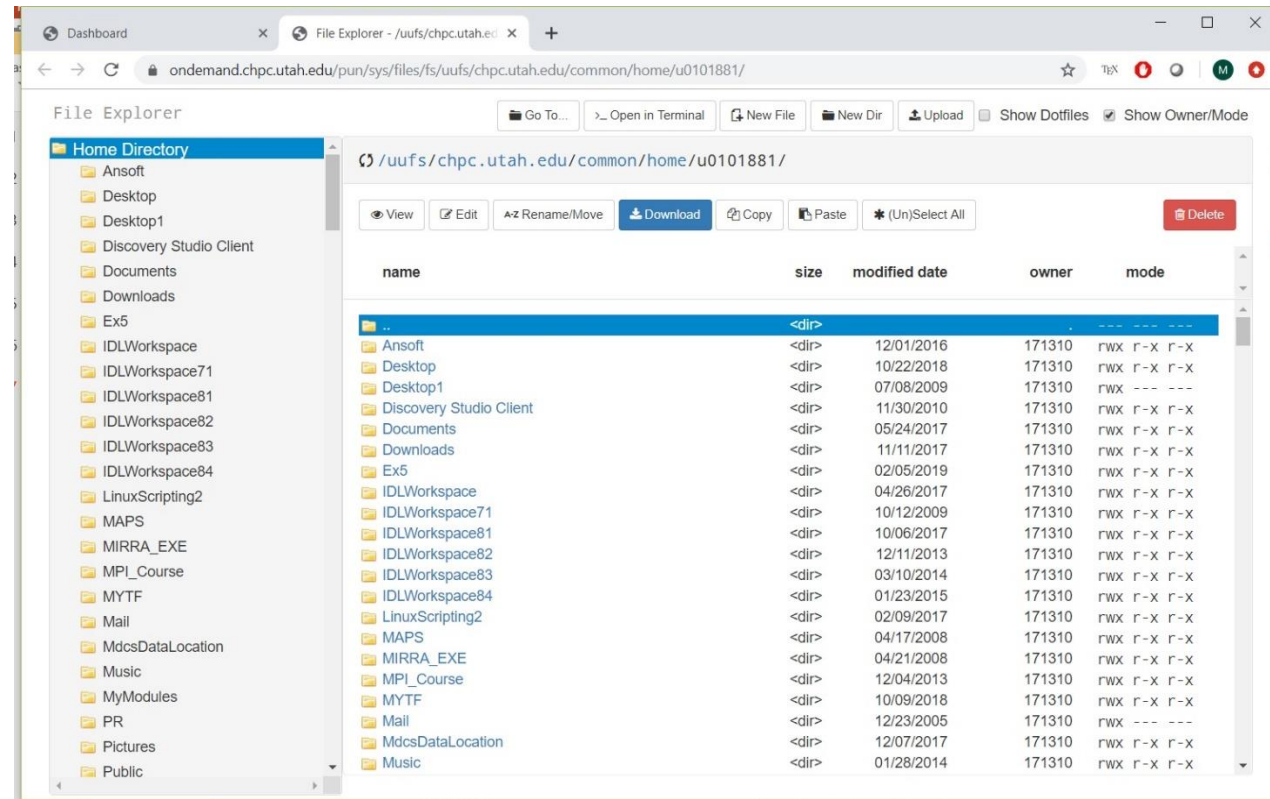 Dashboard
File Explorer - /uufs/chpc.utah.ed
ondemand.chpc.utah.edu/pun/sys/files/fs/uufs/chpc.utah.edu/common/home/u0101881/
TEX
M
File Explorer
Go To...
>_ Open in Terminal
New File
New Dir
Upload
Show Dotfiles
Show Owner/Mode
Home Directory
Ansoft
Desktop
Desktop1
Discovery Studio Client
Documents
Downloads
Ex5
IDLWorkspace
IDLWorkspace71
IDLWorkspace81
IDLWorkspace82
IDLWorkspace83
IDLWorkspace84
LinuxScripting2
MAPS
MIRRA_EXE
MPI_Course
MYTF
Mail
MdcsDataLocation
Music
MyModules
PR
Pictures
Public
/uufs/chpc.utah.edu/common/home/u0101881/
View
Edit
A-Z Rename/Move
Download
Copy
Paste
(Un)Select All
Delete
name size modified date owner mode
.. <dir> . --- --- ---
Ansoft <dir> 12/01/2016 171310 rwx r-x r-x
Desktop <dir> 10/22/2018 171310 rwx r-x r-x
Desktop1 <dir> 07/08/2009 171310 rwx --- ---
Discovery Studio Client <dir> 11/30/2010 171310 rwx r-x r-x
Documents <dir> 05/24/2017 171310 rwx r-x r-x
Downloads <dir> 11/11/2017 171310 rwx r-x r-x
Ex5 <dir> 02/05/2019 171310 rwx r-x r-x
IDLWorkspace <dir> 04/26/2017 171310 rwx r-x r-x
IDLWorkspace71 <dir> 10/12/2009 171310 rwx r-x r-x
IDLWorkspace81 <dir> 10/06/2017 171310 rwx r-x r-x
IDLWorkspace82 <dir> 12/11/2013 171310 rwx r-x r-x
IDLWorkspace83 <dir> 03/10/2014 171310 rwx r-x r-x
IDLWorkspace84 <dir> 01/23/2015 171310 rwx r-x r-x
LinuxScripting2 <dir> 02/09/2017 171310 rwx r-x r-x
MAPS <dir> 04/17/2008 171310 rwx r-x r-x
MIRRA_EXE <dir> 04/21/2008 171310 rwx r-x r-x
MPI_Course <dir> 12/04/2013 171310 rwx r-x r-x
MYTF <dir> 10/09/2018 171310 rwx r-x r-x
Mail <dir> 12/23/2005 171310 rwx --- ---
MdcsDataLocation <dir> 12/07/2017 171310 rwx r-x r-x
Music <dir> 01/28/2014 171310 rwx r-x r-x